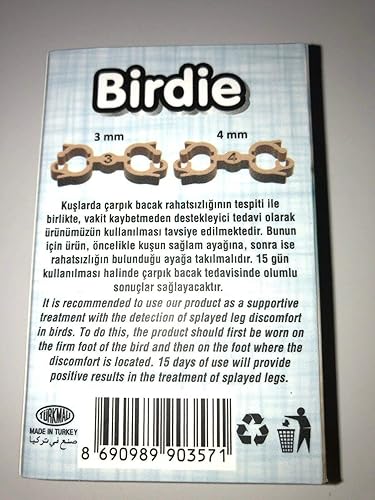 Birdie
3 mm 4 mm
3 4
Kuşlarda çarpık bacak rahatsızlığının tespiti ile
birlikte, vakit kaybetmeden destekleyici tedavi olarak
ürünümüzün kullanılması tavsiye edilmektedir. Bunun
için ürün, öncelikle kuşun sağlam ayağına, sonra ise
rahatsızlığın bulunduğu ayağa takılmalıdır. 15 gün
kullanılması halinde çarpık bacak tedavisinde olumlu
sonuçlar sağlayacaktır.
It is recommended to use our product as a supportive
treatment with the detection of splayed leg discomfort
in birds. To do this, the product should first be worn on
the firm foot of the bird and then on the foot where the
discomfort is located. 15 days of use will provide
positive results in the treatment of splayed legs.
TURKMAD
MADE IN TURKEY
صنع في تركيا
8 690989 903571